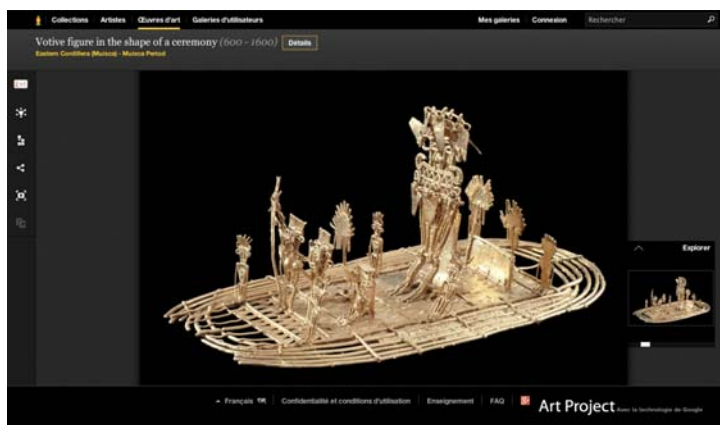 Collections Artistes Œuvres d'art Galeries d'utilisateurs Mes galeries Connexion Rechercher
Votive figure in the shape of a ceremony (600 - 1600) Détails
Eastern Cordillera (Muisca) - Muisca Period
Explorer
Français Confidentialité et conditions d'utilisation Enseignement FAQ Art Project Avec la technologie de Google